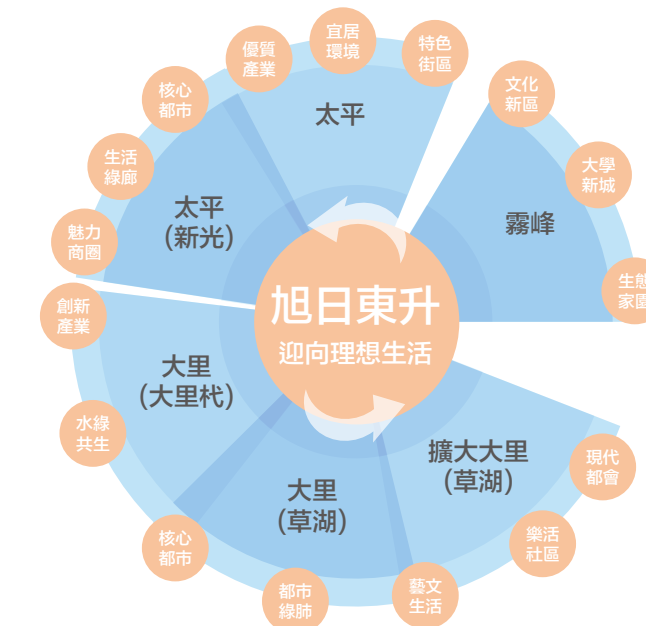 宜居
環境
特色
街區
優質
產業
太平
文化
新區
核心
都市
大學
新城
生活
綠廊
太平
(新光)
霧峰
魅力
商圈
生態
家園
創新
產業
旭日東升
迎向理想生活
大里
(大里杙)
水綠
共生
擴大大里
(草湖)
現代
都會
大里
(草湖)
核心
都市
樂活
社區
都市
綠肺
藝文
生活